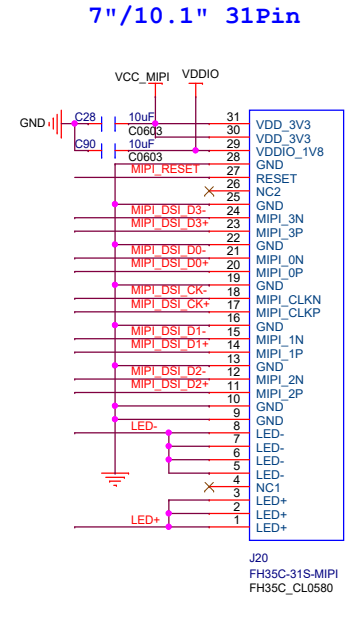 7"/10.1" 31Pin
VCC_MIPI VDDIO
GND C28 10uF 31 VDD_3V3
C0603 30 VDD_3V3
C90 10uF 29 VDDIO_1V8
C0603 28 GND
MIPI_RESET 27 RESET
26 NC2
25 GND
MIPI_DSI_D3- 24 MIPI_3N
MIPI_DSI_D3+ 23 MIPI_3P
22 GND
MIPI_DSI_D0- 21 MIPI_0N
MIPI_DSI_D0+ 20 MIPI_0P
19 GND
MIPI_DSI_CK- 18 MIPI_CLKN
MIPI_DSI_CK+ 17 MIPI_CLKP
16 GND
MIPI_DSI_D1- 15 MIPI_1N
MIPI_DSI_D1+ 14 MIPI_1P
13 GND
MIPI_DSI_D2- 12 MIPI_2N
MIPI_DSI_D2+ 11 MIPI_2P
10 GND
9 GND
LED- 8 LED-
7 LED-
6 LED-
5 LED-
4 NC1
3 LED+
2 LED+
LED+ 1 LED+
J20
FH35C-31S-MIPI
FH35C_CL0580